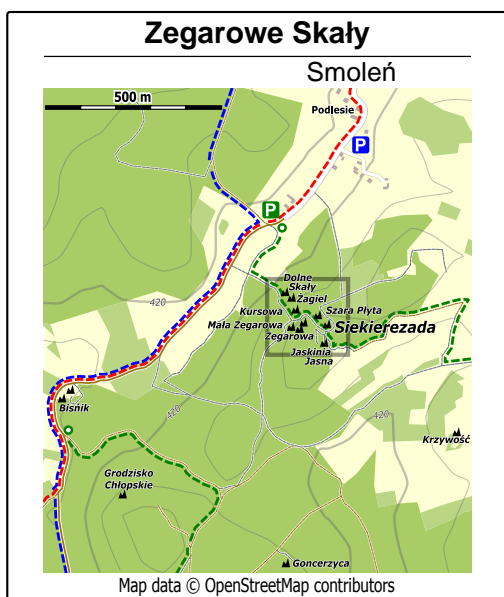 Zegarowe Skały
Smoleń
500 m
Podlesie
P
P
Dolne
Skały
Żagiel
Kursowa
Szara Płyta
Mała Zegarowa
Siekierezada
Zegarowa
Jaskinia
Jasna
420
Biśnik
420
420
Krzywość
Grodzisko
Chłopskie
Goncerzyca
Map data © OpenStreetMap contributors